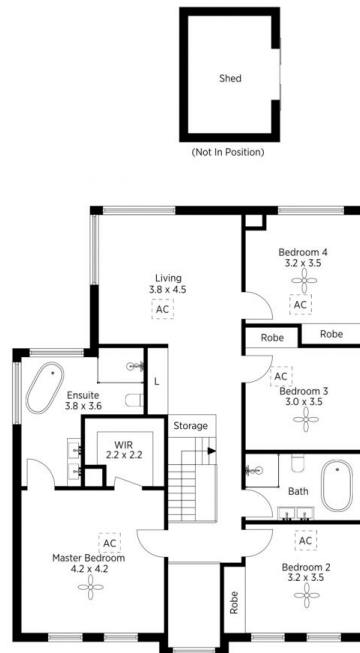 Shed
(Not In Position)
Living
3.8 x 4.5
AC
Bedroom 4
3.2 x 3.5
AC
Robe
Robe
AC
Bedroom 3
3.0 x 3.5
Ensuite
3.8 x 3.6
L
WIR
2.2 x 2.2
Storage
Bath
AC
Master Bedroom
4.2 x 4.2
AC
Bedroom 2
3.2 x 3.5
Robe